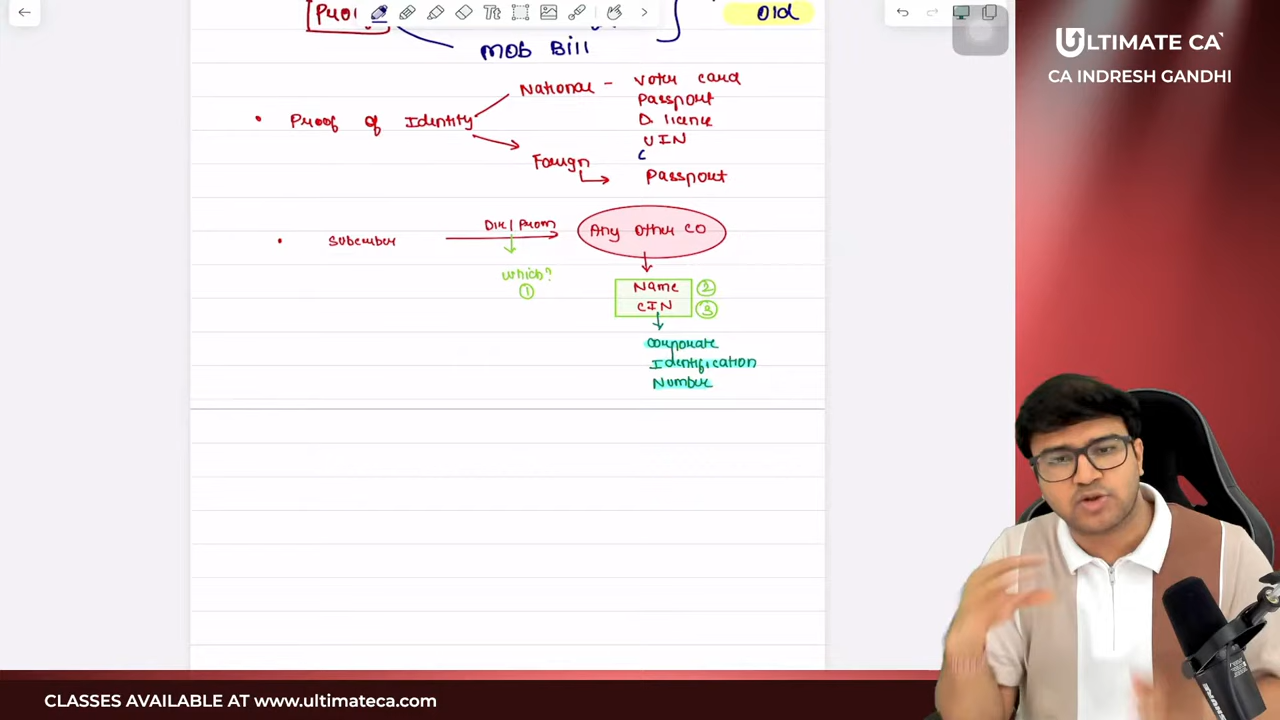 Old
Mob Bill
ULTIMATE CA
CA INDRESH GANDHI
• Proof of Identity
National - Voter card
Passport
D. licence
UIN
Foreign
Passport
• Subcriber
Dir / Prom
Any Other CO
which?
①
Name ②
CIN ③
Corporate
Identification
Number
CLASSES AVAILABLE AT www.ultimateca.com